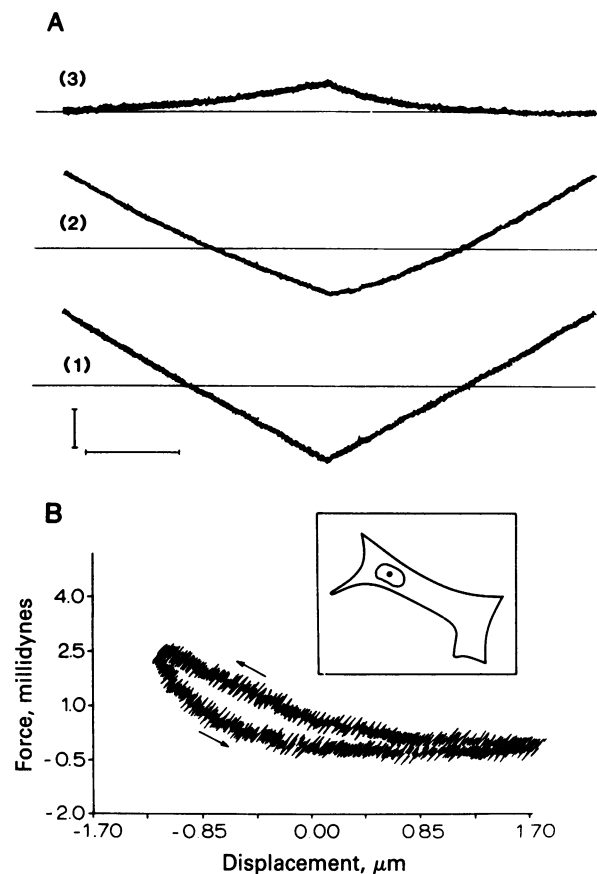 A
(3)
(2)
(1)
B
4.0
2.5
1.0
-0.5
-2.0
Force, millidynes
-1.70 -0.85 0.00 0.85 1.70
Displacement, μm